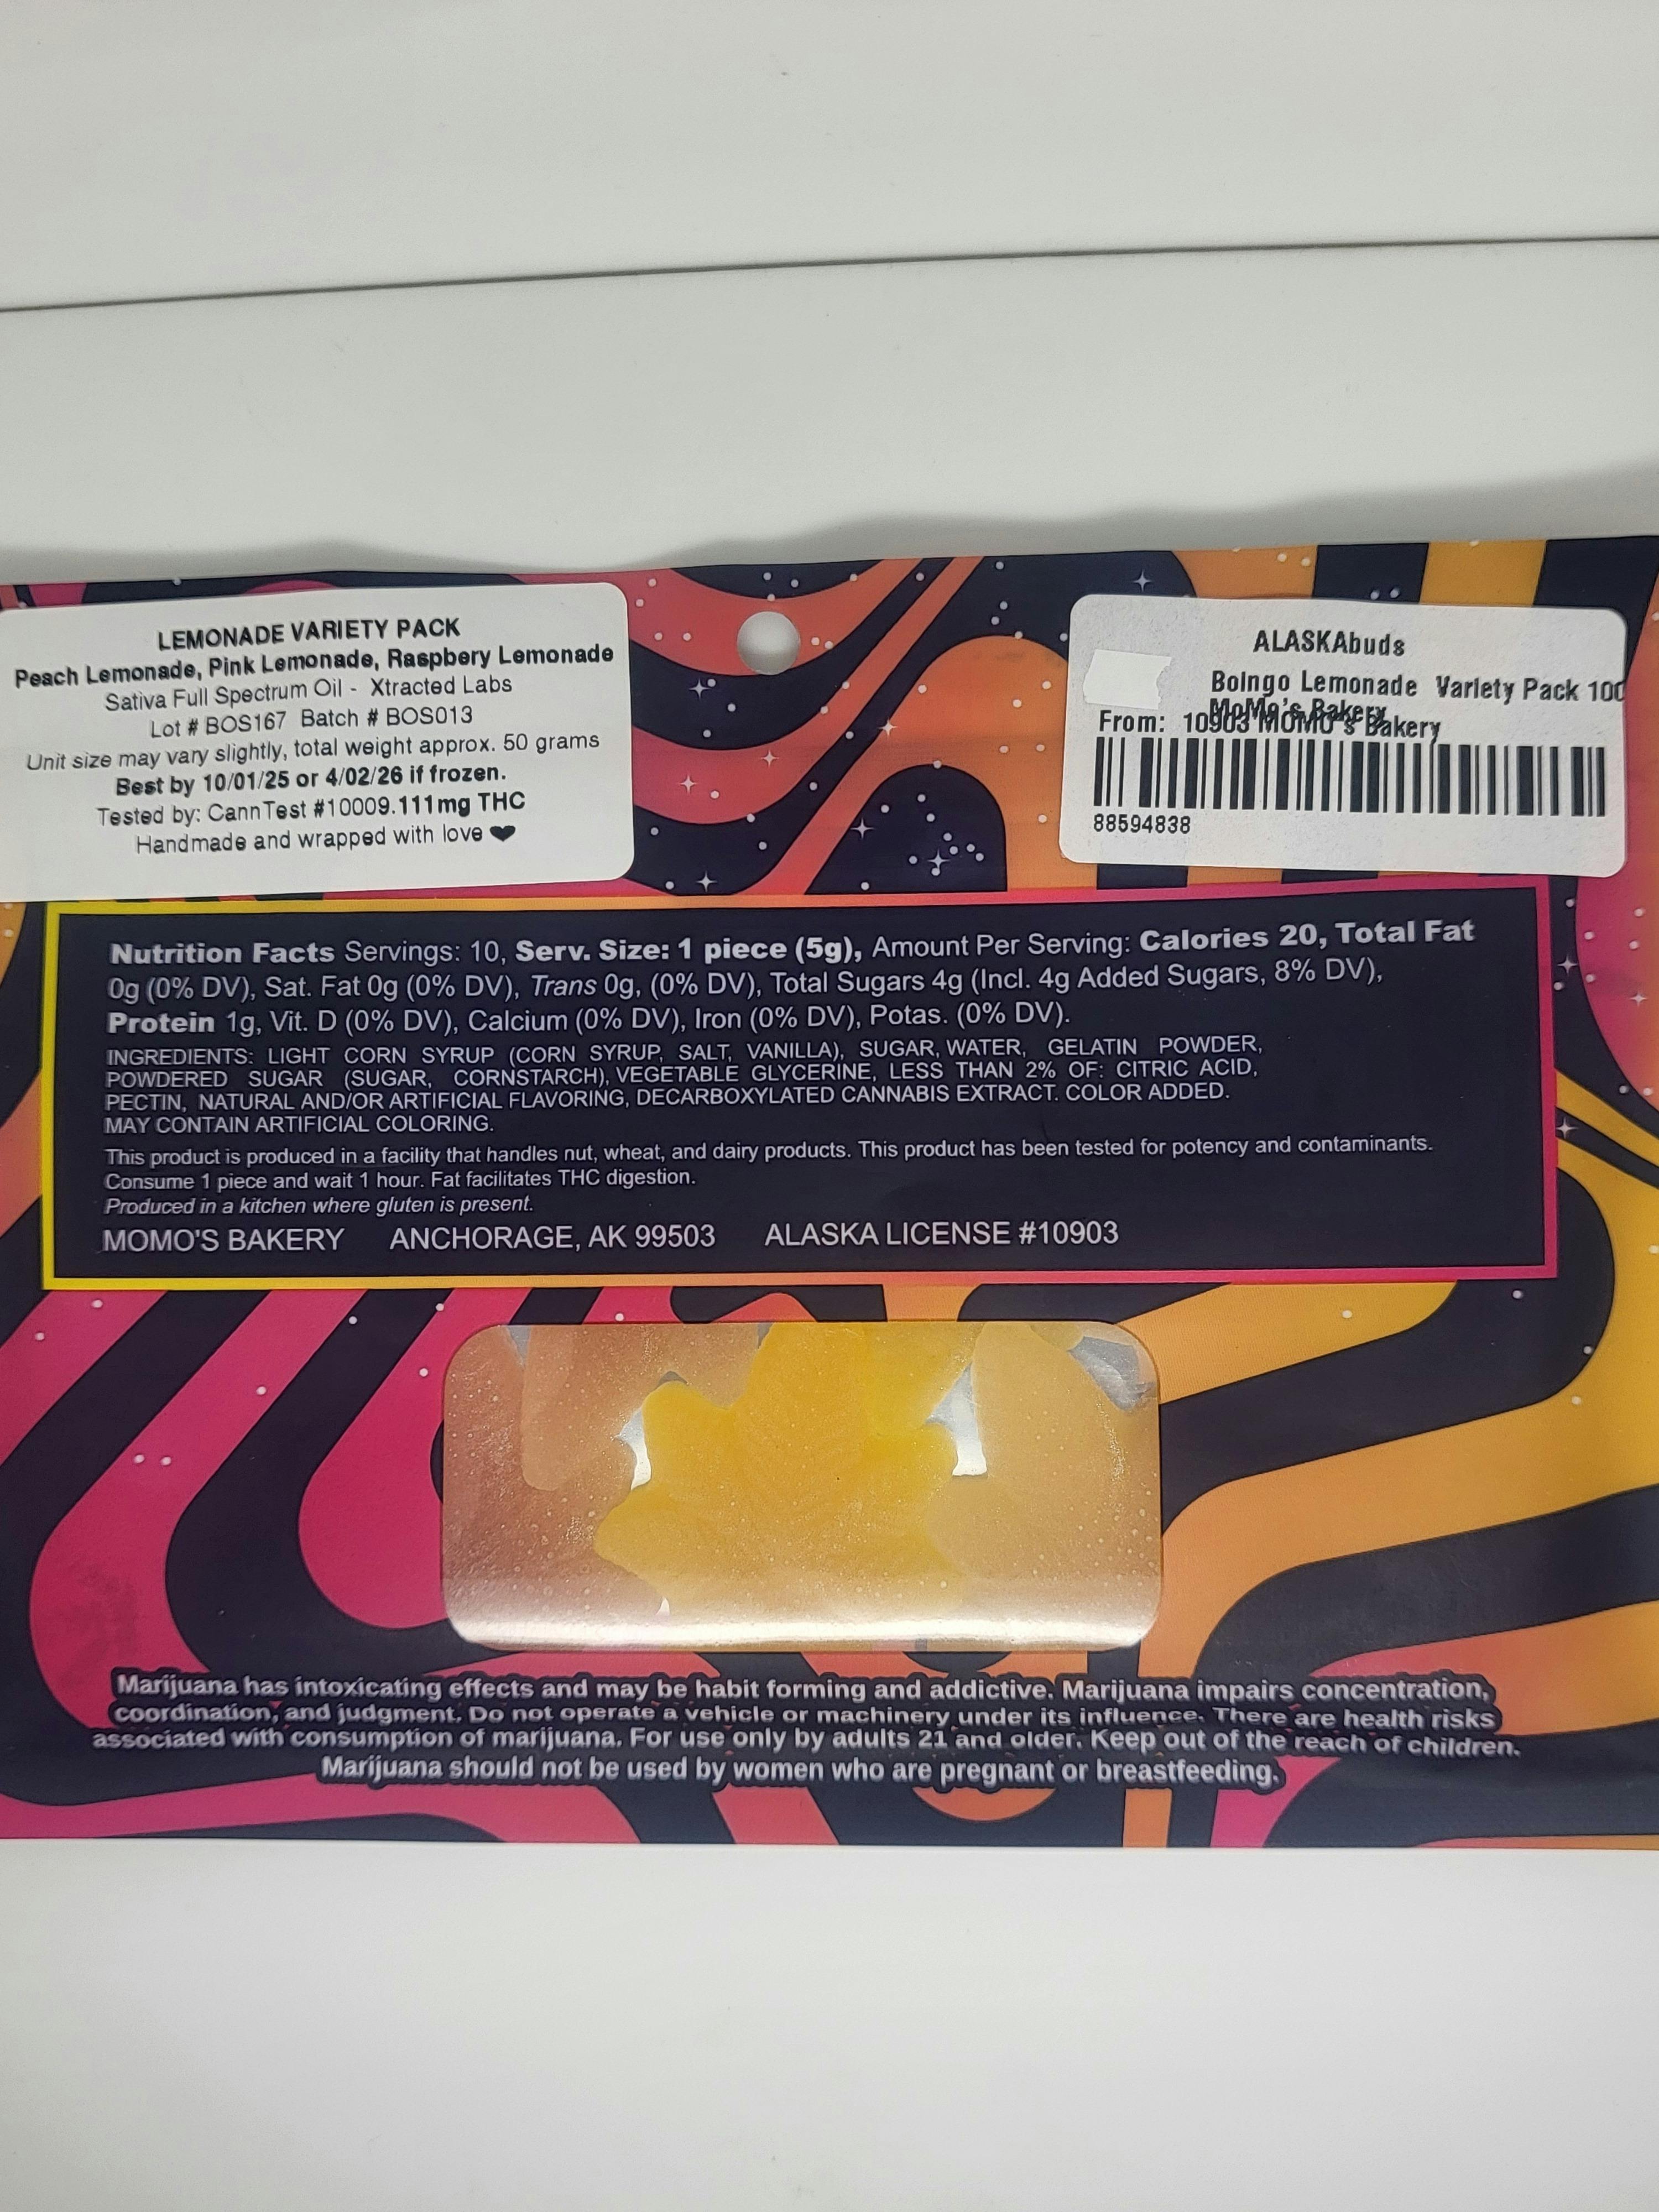 LEMONADE VARIETY PACK
Peach Lemonade, Pink Lemonade, Raspbery Lemonade
Sativa Full Spectrum Oil - Xtracted Labs
Lot # BOS167 Batch # BOS013
Unit size may vary slightly, total weight approx. 50 grams
Best by 10/01/25 or 4/02/26 if frozen.
Tested by: CannTest #10009.111mg THC
Handmade and wrapped with love ❤
ALASKAbuds
BoIngo Lemonade Variety Pack 100
MoMo's Bakery
From: 10903 MOMO's Bakery
88594838
Nutrition Facts Servings: 10, Serv. Size: 1 piece (5g), Amount Per Serving: Calories 20, Total Fat
0g (0% DV), Sat. Fat 0g (0% DV), Trans 0g, (0% DV), Total Sugars 4g (Incl. 4g Added Sugars, 8% DV),
Protein 1g, Vit. D (0% DV), Calcium (0% DV), Iron (0% DV), Potas. (0% DV).
INGREDIENTS: LIGHT CORN SYRUP (CORN SYRUP, SALT, VANILLA), SUGAR, WATER, GELATIN POWDER,
POWDERED SUGAR (SUGAR, CORNSTARCH), VEGETABLE GLYCERINE, LESS THAN 2% OF: CITRIC ACID,
PECTIN, NATURAL AND/OR ARTIFICIAL FLAVORING, DECARBOXYLATED CANNABIS EXTRACT. COLOR ADDED.
MAY CONTAIN ARTIFICIAL COLORING.
This product is produced in a facility that handles nut, wheat, and dairy products. This product has been tested for potency and contaminants.
Consume 1 piece and wait 1 hour. Fat facilitates THC digestion.
Produced in a kitchen where gluten is present.
MOMO'S BAKERY ANCHORAGE, AK 99503 ALASKA LICENSE #10903
Marijuana has intoxicating effects and may be habit forming and addictive. Marijuana impairs concentration,
coordination, and judgment. Do not operate a vehicle or machinery under its influence. There are health risks
associated with consumption of marijuana. For use only by adults 21 and older. Keep out of the reach of children.
Marijuana should not be used by women who are pregnant or breastfeeding.